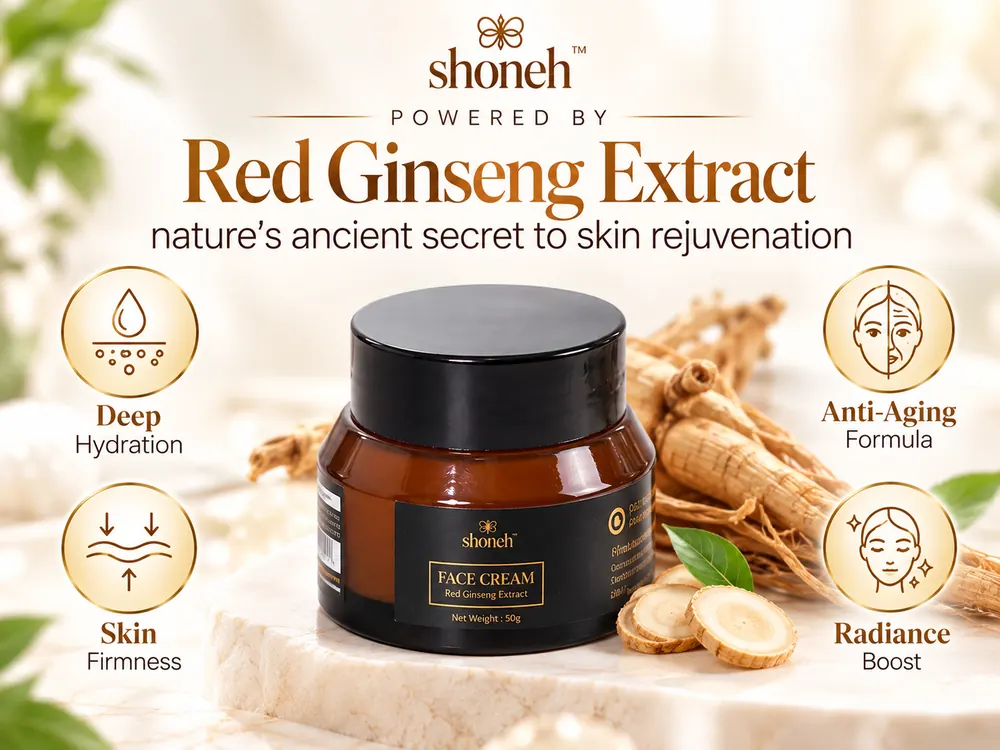 shoneh™
POWERED BY
Red Ginseng Extract
nature's ancient secret to skin rejuvenation
Deep
Hydration
Anti-Aging
Formula
Skin
Firmness
Radiance
Boost
shoneh™
FACE CREAM
Red Ginseng Extract
Net Weight : 50g